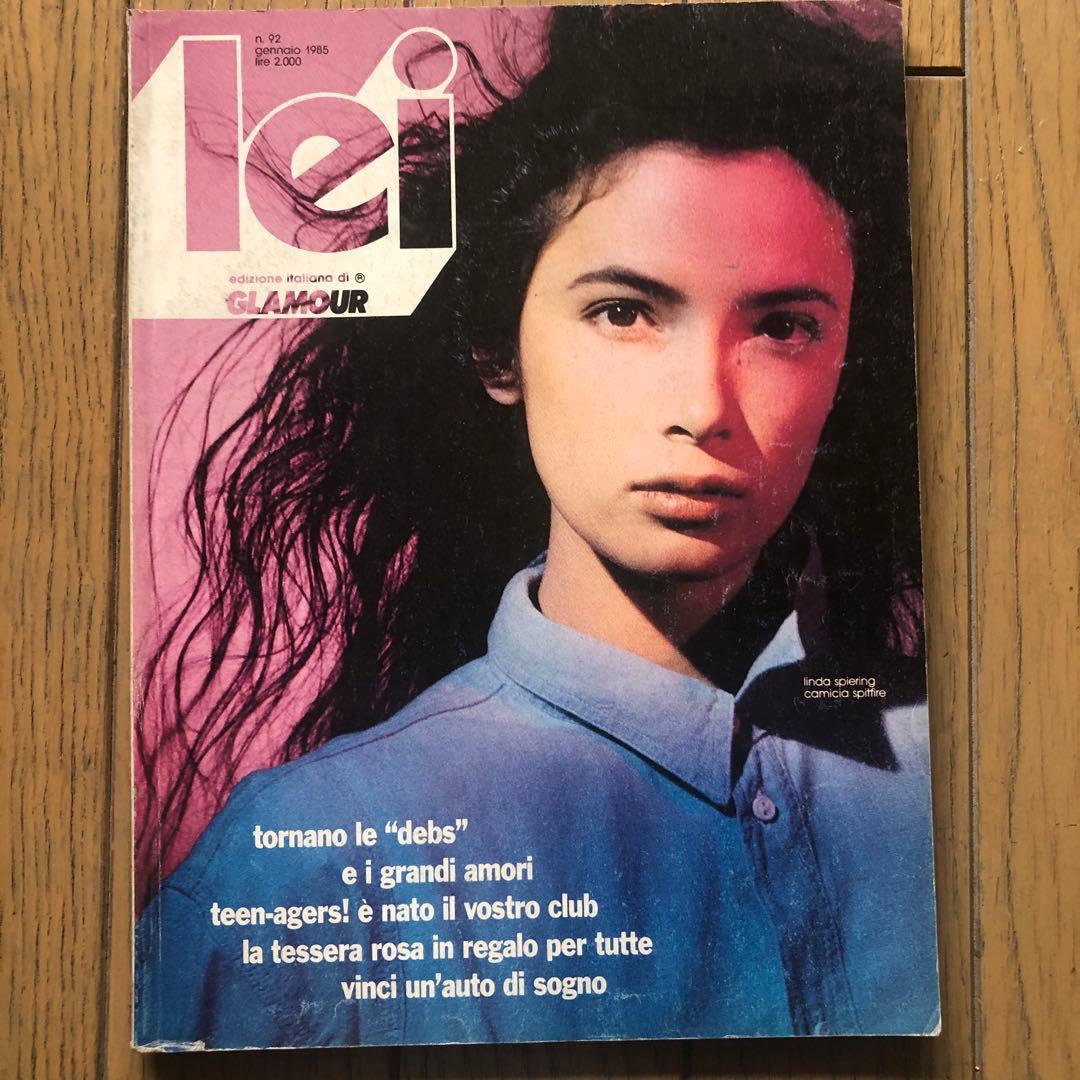 n. 92
gennaio 1985
lire 2.000
lei
edizione italiana di ®
GLAMOUR
linda spiering
camicia spitfire
tornano le “debs”
e i grandi amori
teen-agers! è nato il vostro club
la tessera rosa in regalo per tutte
vinci un’auto di sogno